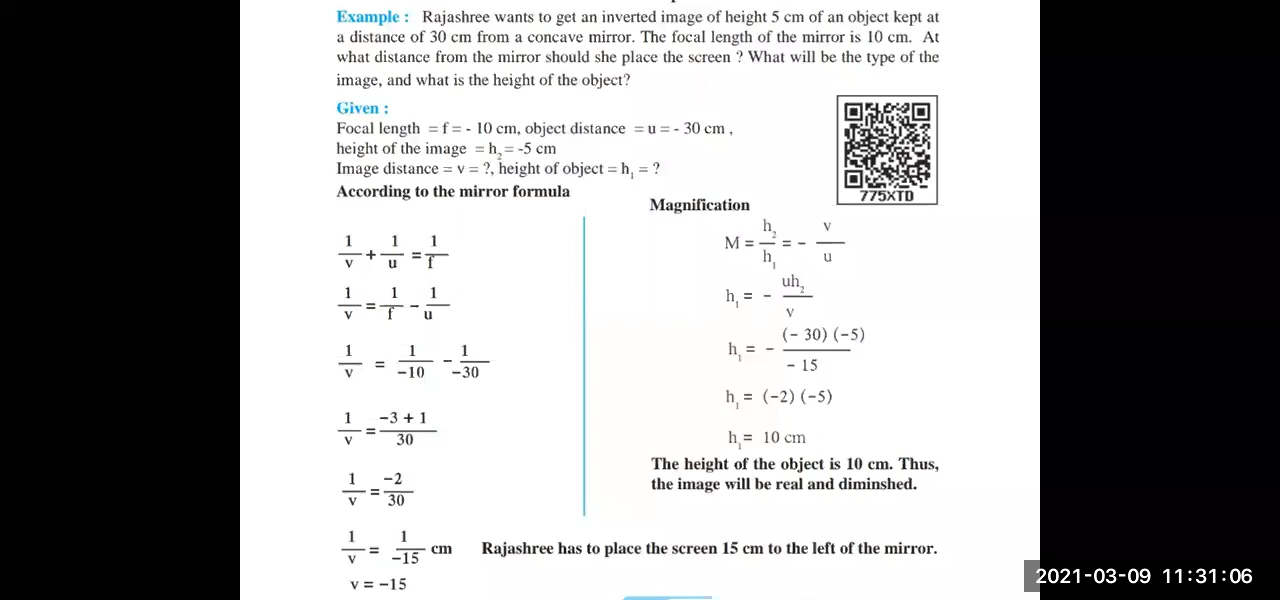 Example : Rajashree wants to get an inverted image of height 5 cm of an object kept at
a distance of 30 cm from a concave mirror. The focal length of the mirror is 10 cm. At
what distance from the mirror should she place the screen ? What will be the type of the
image, and what is the height of the object?
Given :
Focal length = f = - 10 cm, object distance = u = - 30 cm ,
height of the image = h₂ = -5 cm
Image distance = v = ?, height of object = h₁ = ?
According to the mirror formula
1/v + 1/u = 1/f
1/v = 1/f - 1/u
1/v = 1/−10 − 1/−30
1/v = −3 + 1/30
1/v = −2/30
1/v = 1/−15 cm
v = −15
775XTD
Magnification
M = h₂/h₁ = - v/u
h₁ = - uh₂/v
h₁ = - (- 30) (−5)/- 15
h₁ = (−2) (−5)
h₁ = 10 cm
The height of the object is 10 cm. Thus,
the image will be real and diminshed.
Rajashree has to place the screen 15 cm to the left of the mirror.
2021-03-09 11:31:06